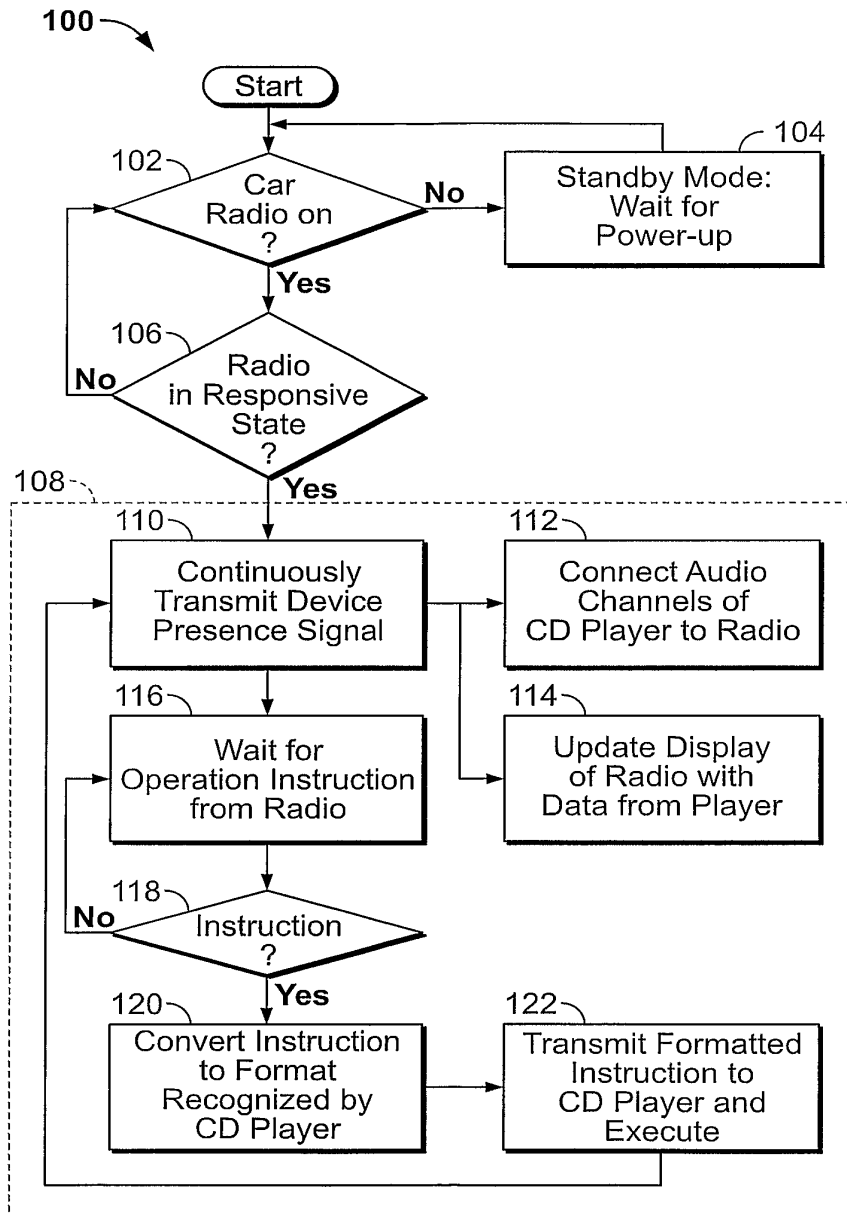 100
Start
102
Car
Radio on
?
No
104
Standby Mode:
Wait for
Power-up
Yes
106
Radio
in Responsive
State
?
No
Yes
108
110
Continuously
Transmit Device
Presence Signal
112
Connect Audio
Channels of
CD Player to Radio
114
Update Display
of Radio with
Data from Player
116
Wait for
Operation Instruction
from Radio
118
Instruction
?
No
Yes
120
Convert Instruction
to Format
Recognized by
CD Player
122
Transmit Formatted
Instruction to
CD Player and
Execute